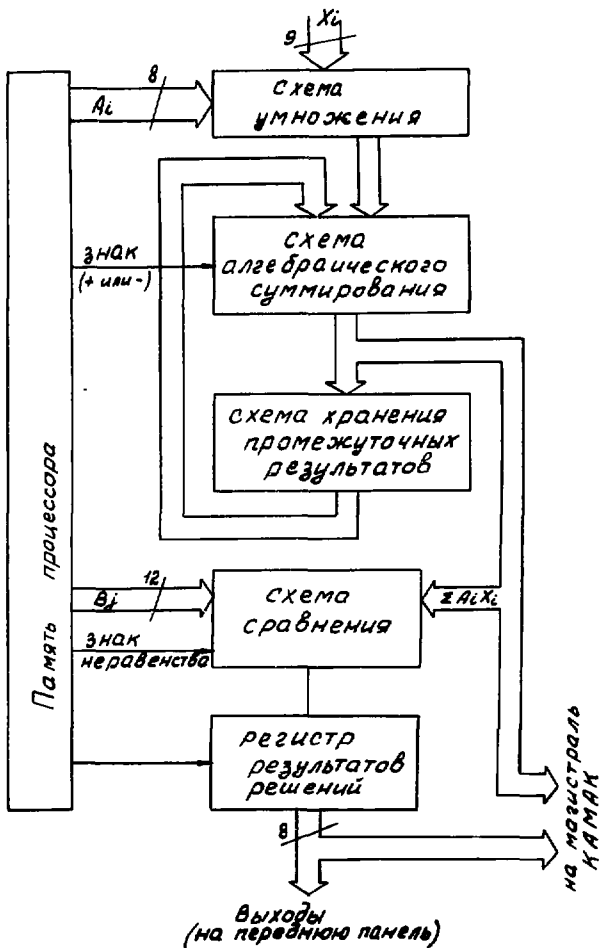 9
Xi
8
Ai
схема
умножения
схема
алгебраического
суммирования
знак
(+ или -)
схема хранения
промежуточных
результатов
Память процессора
12
Bj
схема
сравнения
ΣAiXi
знак
неравенства
регистр
результатов
решений
8
на магистраль
КАМАК
Выходы
(на переднюю панель)